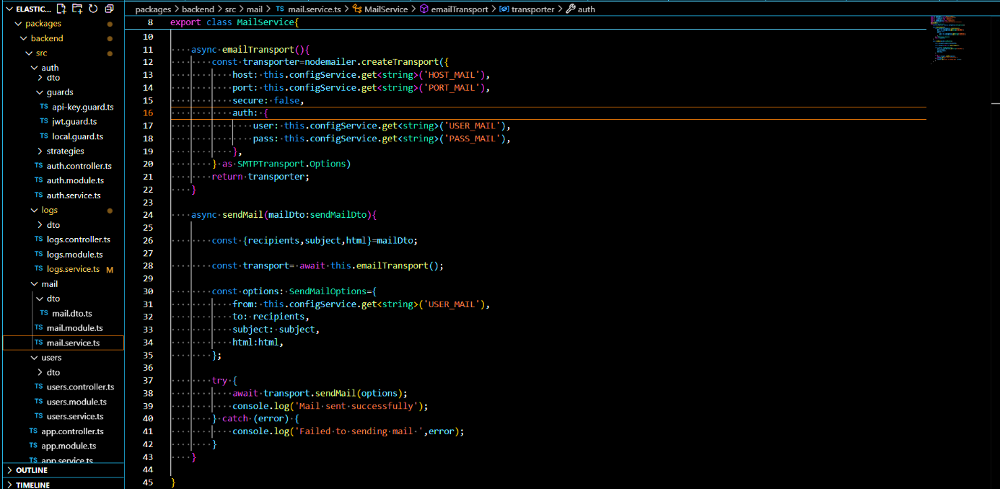 ELASTIC...
packages
backend
src
auth
dto
guards
TS api-key.guard.ts
TS jwt.guard.ts
TS local.guard.ts
strategies
TS auth.controller.ts
TS auth.module.ts
TS auth.service.ts
logs
dto
TS logs.controller.ts
TS logs.module.ts
TS logs.service.ts M
mail
dto
TS mail.dto.ts
TS mail.module.ts
TS mail.service.ts
users
dto
TS users.controller.ts
TS users.module.ts
TS users.service.ts
TS app.controller.ts
TS app.module.ts
TS app.service.ts
OUTLINE
TIMELINE
packages > backend > src > mail > TS mail.service.ts > MailService > emailTransport > transporter > auth
8 export class MailService{
10
11 async emailTransport(){
12 const transporter=nodemailer.createTransport({
13 host: this.configService.get<string>('HOST_MAIL'),
14 port: this.configService.get<string>('PORT_MAIL'),
15 secure: false,
16 auth: {
17 user: this.configService.get<string>('USER_MAIL'),
18 pass: this.configService.get<string>('PASS_MAIL'),
19 },
20 } as SMTPTransport.Options)
21 return transporter;
22 }
23
24 async sendMail(mailDto:sendMailDto){
25
26 const {recipients,subject,html}=mailDto;
27
28 const transport= await this.emailTransport();
29
30 const options: SendMailOptions={
31 from: this.configService.get<string>('USER_MAIL'),
32 to: recipients,
33 subject: subject,
34 html:html,
35 };
36
37 try {
38 await transport.sendMail(options);
39 console.log('Mail sent successfully');
40 } catch (error) {
41 console.log('Failed to sending mail ',error);
42 }
43 }
44
45 }